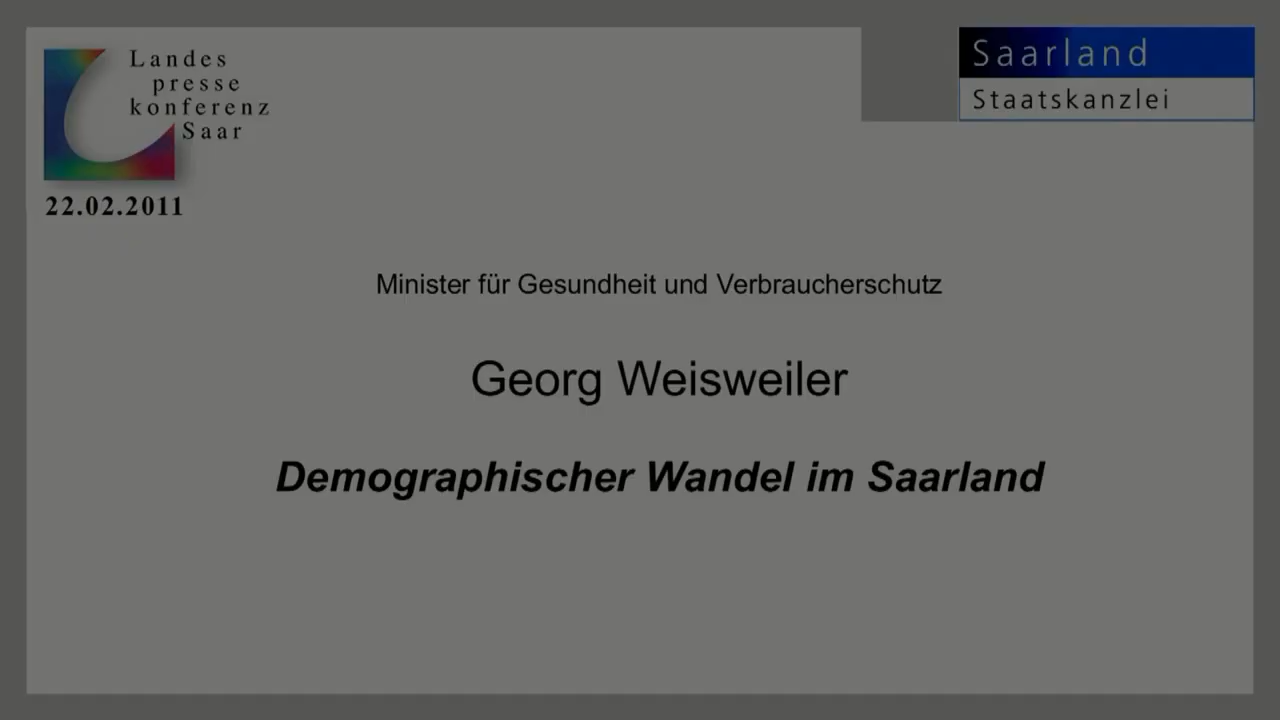 Landes
presse
konferenz
Saar
22.02.2011
Saarland
Staatskanzlei
Minister für Gesundheit und Verbraucherschutz
Georg Weisweiler
Demographischer Wandel im Saarland